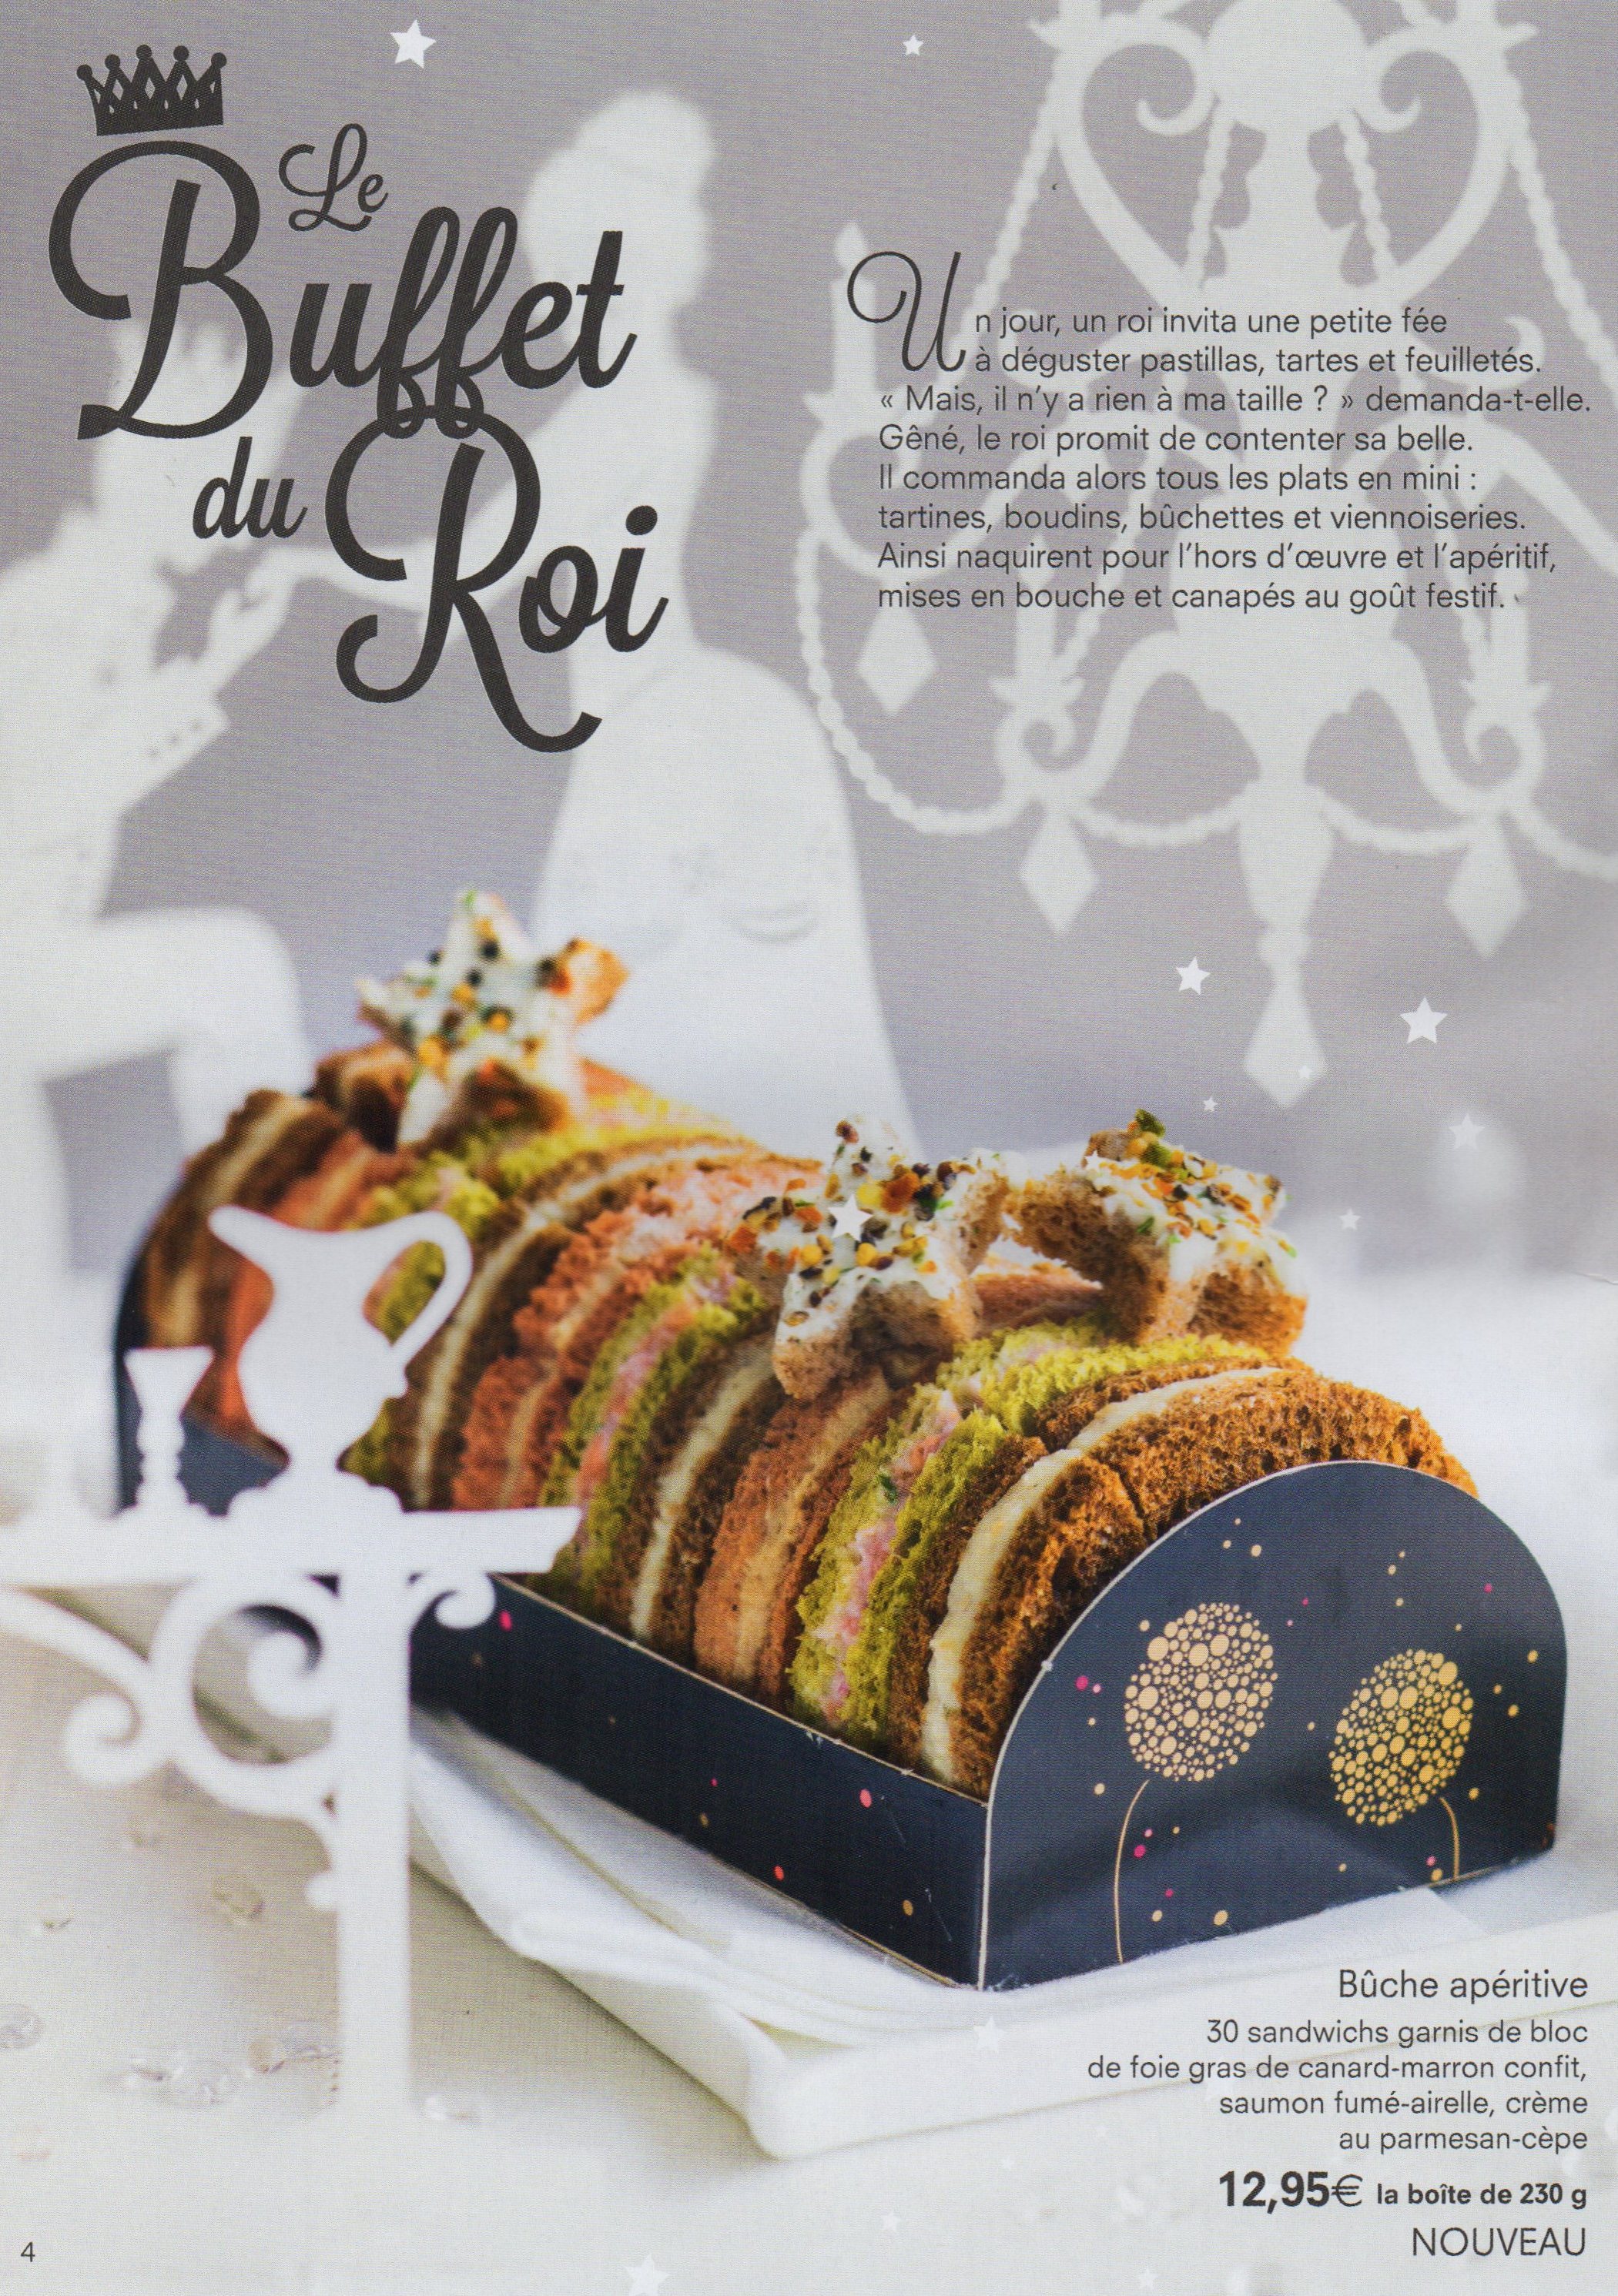 Le
Buffet
du Roi
Un jour, un roi invita une petite fée
à déguster pastillas, tartes et feuilletés.
« Mais, il n'y a rien à ma taille ? » demanda-t-elle.
Gêné, le roi promit de contenter sa belle.
Il commanda alors tous les plats en mini :
tartines, boudins, bûchettes et viennoiseries.
Ainsi naquirent pour l'hors d'œuvre et l'apéritif,
mises en bouche et canapés au goût festif.
Bûche apéritive
30 sandwichs garnis de bloc
de foie gras de canard-marron confit,
saumon fumé-airelle, crème
au parmesan-cèpe
12,95€ la boîte de 230 g
NOUVEAU
4